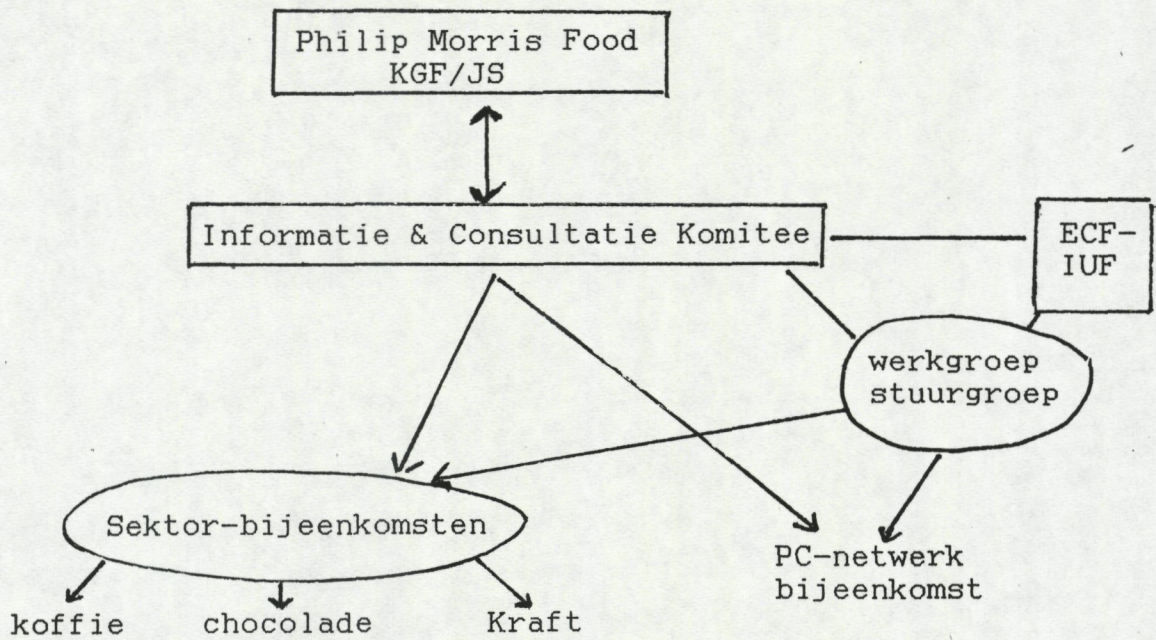 Philip Morris Food
KGF/JS
Informatie & Consultatie Komitee
ECF-
IUF
werkgroep
stuurgroep
Sektor-bijeenkomsten
PC-netwerk
bijeenkomst
koffie
chocolade
Kraft